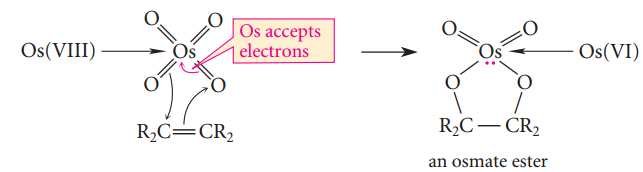 O O
Os(VIII) Os Os accepts
electrons
O O
R₂C=CR₂
O O
Os Os(VI)
O O
R₂C—CR₂
an osmate ester